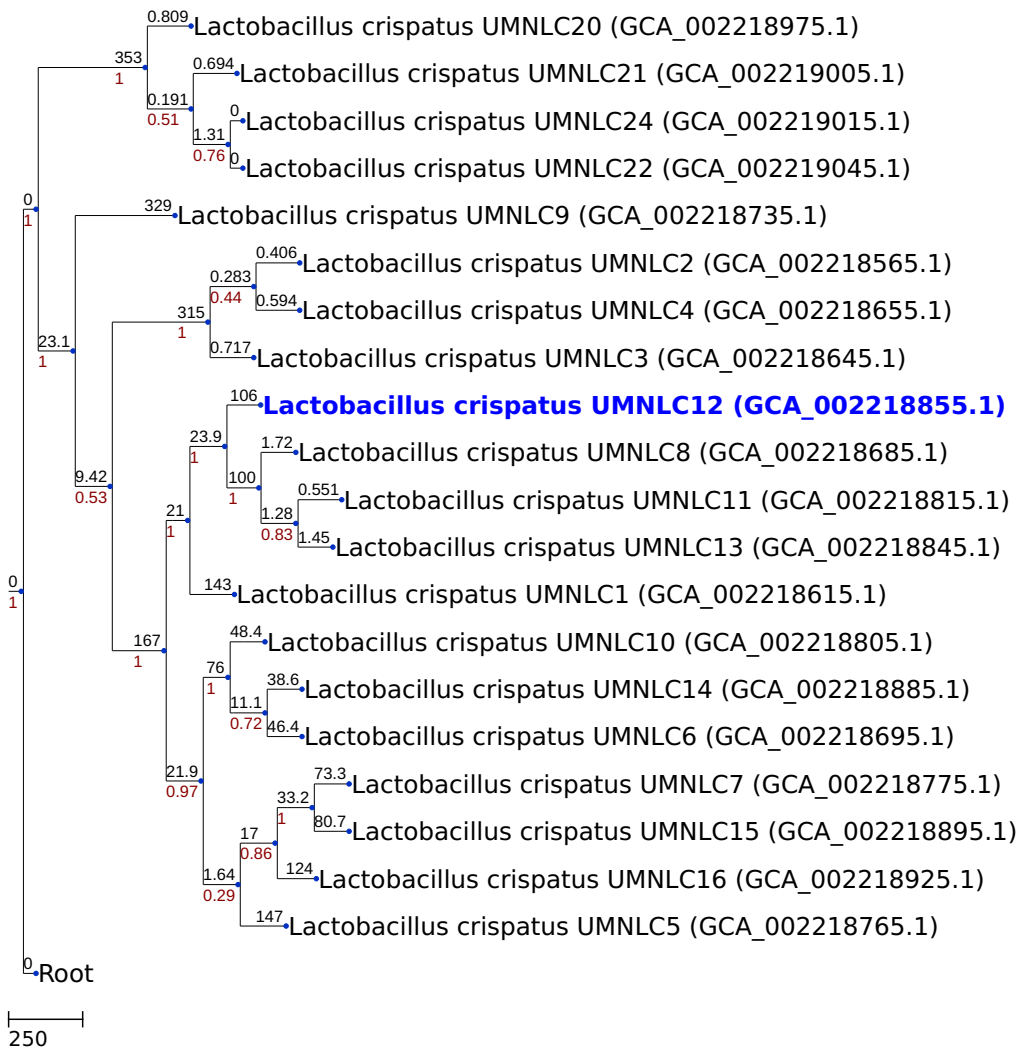 0.809
Lactobacillus crispatus UMNLC20 (GCA_002218975.1)
353
1
0.694
Lactobacillus crispatus UMNLC21 (GCA_002219005.1)
0.191
0.51
0
Lactobacillus crispatus UMNLC24 (GCA_002219015.1)
1.31
0.76
0
Lactobacillus crispatus UMNLC22 (GCA_002219045.1)
0
1
329
Lactobacillus crispatus UMNLC9 (GCA_002218735.1)
0.406
Lactobacillus crispatus UMNLC2 (GCA_002218565.1)
0.283
0.44
0.594
Lactobacillus crispatus UMNLC4 (GCA_002218655.1)
315
1
0.717
Lactobacillus crispatus UMNLC3 (GCA_002218645.1)
23.1
1
106
Lactobacillus crispatus UMNLC12 (GCA_002218855.1)
23.9
1
1.72
Lactobacillus crispatus UMNLC8 (GCA_002218685.1)
100
1
0.551
Lactobacillus crispatus UMNLC11 (GCA_002218815.1)
9.42
0.53
1.28
0.83
1.45
Lactobacillus crispatus UMNLC13 (GCA_002218845.1)
21
1
143
Lactobacillus crispatus UMNLC1 (GCA_002218615.1)
0
1
48.4
Lactobacillus crispatus UMNLC10 (GCA_002218805.1)
167
1
76
1
38.6
Lactobacillus crispatus UMNLC14 (GCA_002218885.1)
11.1
0.72
46.4
Lactobacillus crispatus UMNLC6 (GCA_002218695.1)
21.9
0.97
73.3
Lactobacillus crispatus UMNLC7 (GCA_002218775.1)
33.2
1
80.7
Lactobacillus crispatus UMNLC15 (GCA_002218895.1)
17
0.86
124
Lactobacillus crispatus UMNLC16 (GCA_002218925.1)
1.64
0.29
147
Lactobacillus crispatus UMNLC5 (GCA_002218765.1)
0
Root
250